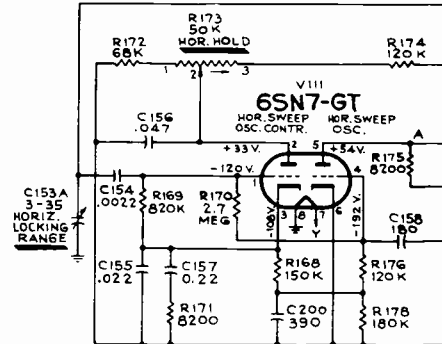 R173
50K
HOR. HOLD
R172
68K
1 2 3
R174
120K
V111
6SN7-GT
HOR. SWEEP
OSC. CONTR.
HOR. SWEEP
OSC.
C156
.047
+33V.
2
5
+54V.
A
R175
8200
-120V.
1
4
C153A
3-35
HORIZ.
LOCKING
RANGE
C154
.0022
R169
820K
R170
2.7
MEG
-108V.
3
8
7
6
Y
-192V.
C158
180
C155
.022
C157
0.22
R168
150K
R176
120K
R171
8200
C200
390
R178
180K